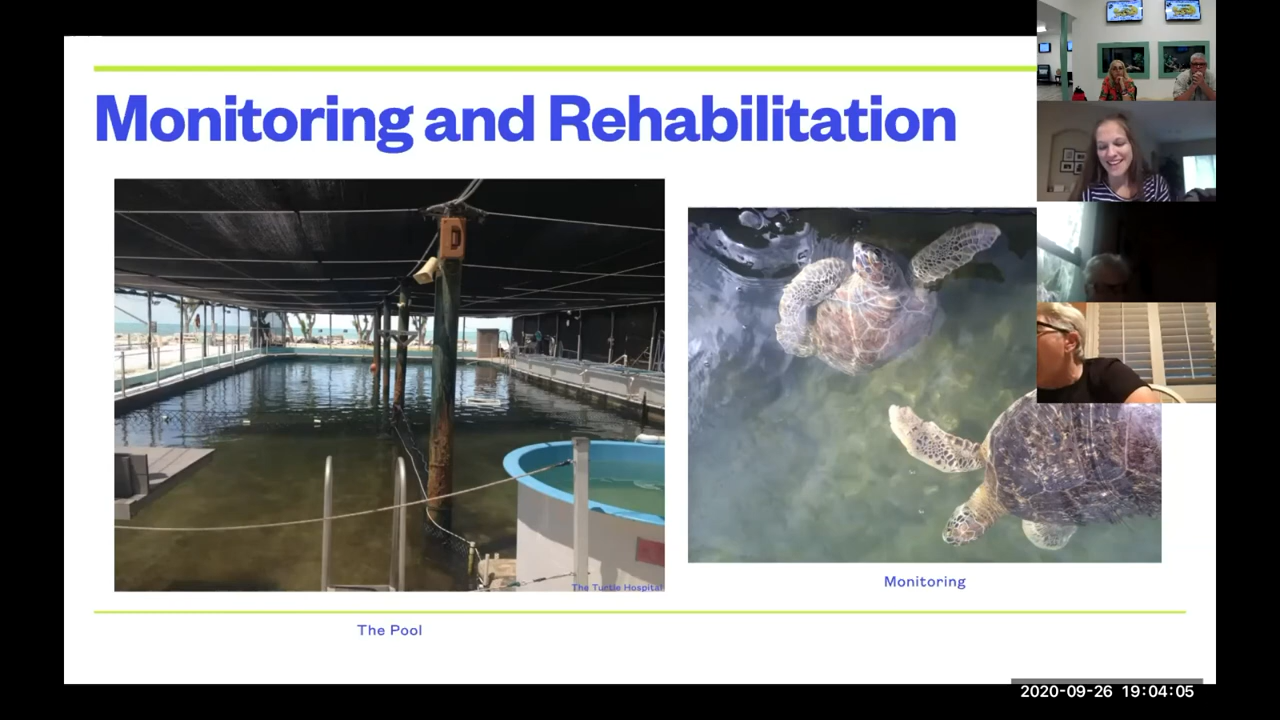 Monitoring and Rehabilitation
The Turtle Hospital
Monitoring
The Pool
2020-09-26 19:04:05